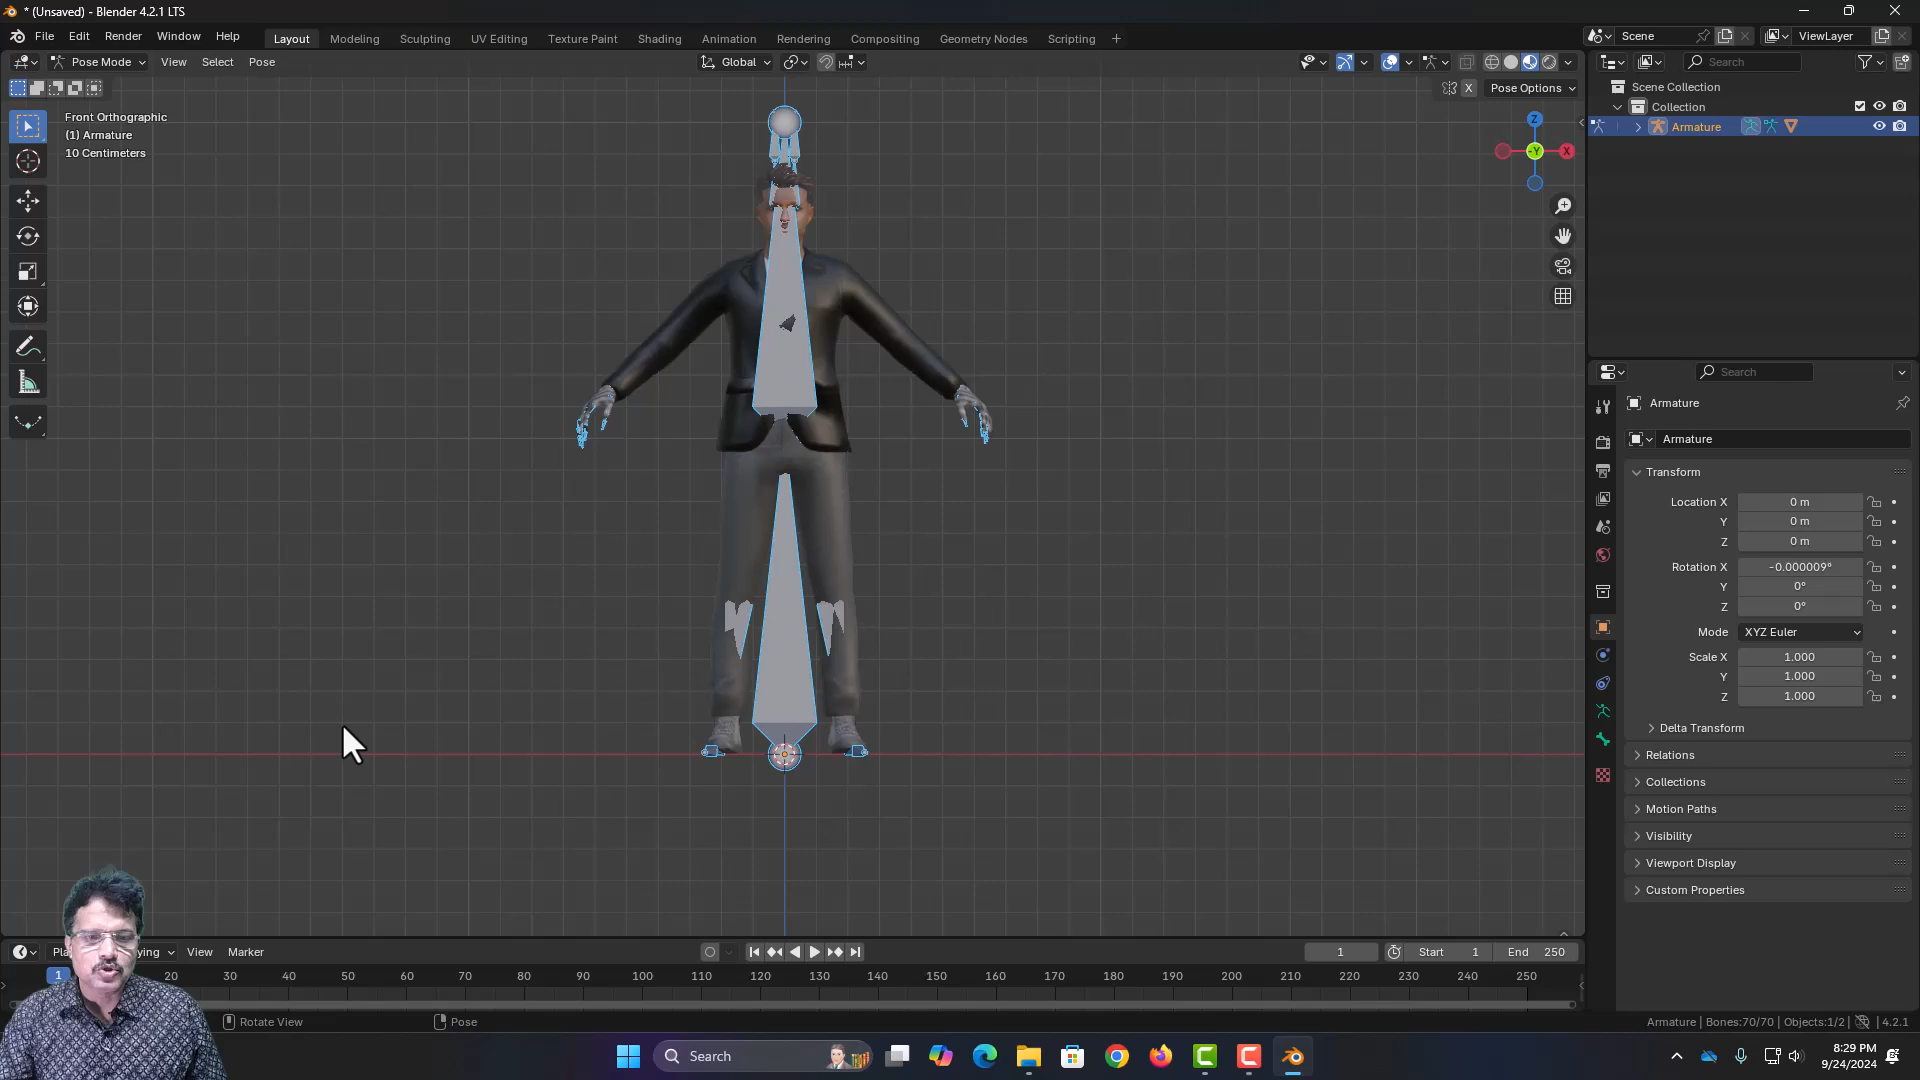 * (Unsaved) - Blender 4.2.1 LTS
File Edit Render Window Help
Layout Modeling Sculpting UV Editing Texture Paint Shading Animation Rendering Compositing Geometry Nodes Scripting +
Scene
ViewLayer
Pose Mode View Select Pose
Global
Search
X Pose Options
Front Orthographic
(1) Armature
10 Centimeters
Z
-Y
X
Scene Collection
Collection
Armature
Search
Armature
Armature
Transform
Location X 0 m
Y 0 m
Z 0 m
Rotation X -0.000009°
Y 0°
Z 0°
Mode XYZ Euler
Scale X 1.000
Y 1.000
Z 1.000
Delta Transform
Relations
Collections
Motion Paths
Visibility
Viewport Display
Custom Properties
View Marker
1
Start 1
End 250
1 20 30 40 50 60 70 80 90 100 110 120 130 140 150 160 170 180 190 200 210 220 230 240 250
Rotate View
Pose
Armature | Bones:70/70 | Objects:1/2 | 4.2.1
Search
8:29 PM
9/24/2024